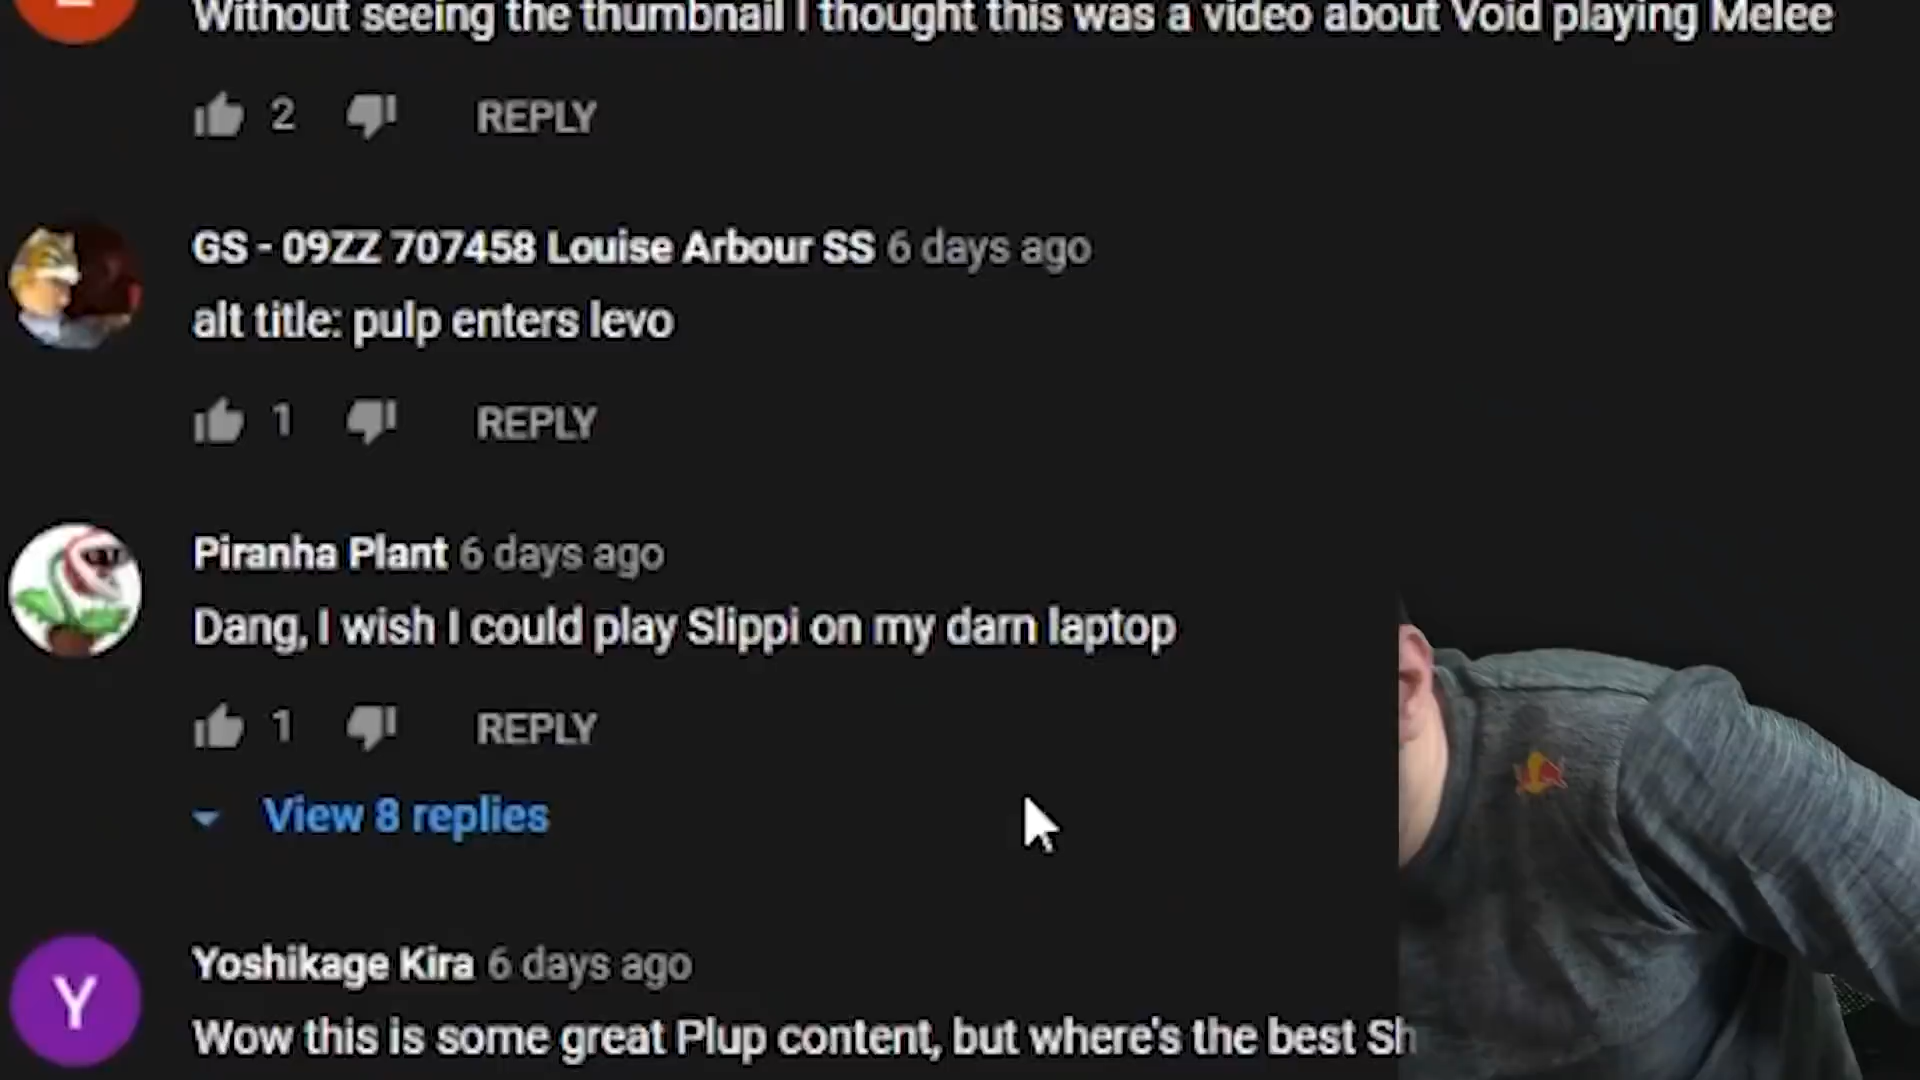 Without seeing the thumbnail I thought this was a video about Void playing Melee
2 REPLY
GS - 09ZZ 707458 Louise Arbour SS 6 days ago
alt title: pulp enters levo
1 REPLY
Piranha Plant 6 days ago
Dang, I wish I could play Slippi on my darn laptop
1 REPLY
View 8 replies
Y
Yoshikage Kira 6 days ago
Wow this is some great Plup content, but where's the best Sh